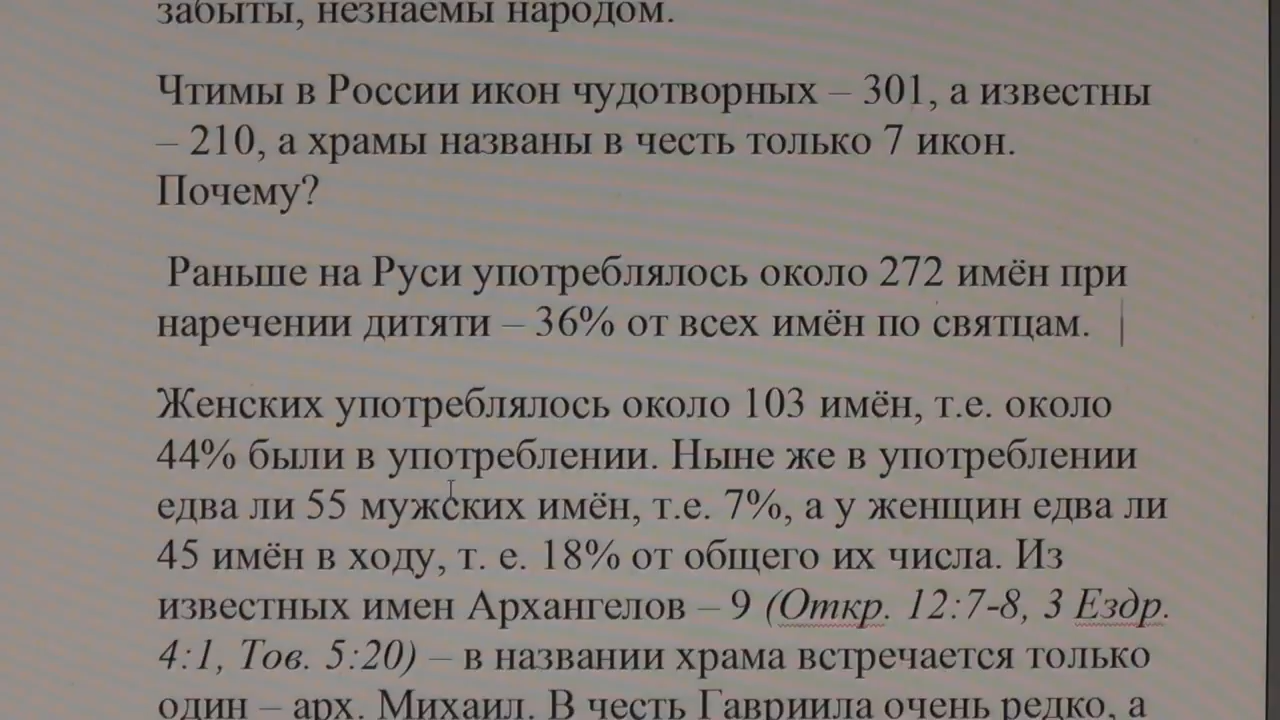 забыты, незнаемы народом.
Чтимы в России икон чудотворных – 301, а известны
– 210, а храмы названы в честь только 7 икон.
Почему?
Раньше на Руси употреблялось около 272 имён при
наречении дитяти – 36% от всех имён по святцам.
Женских употреблялось около 103 имён, т.е. около
44% были в употреблении. Ныне же в употреблении
едва ли 55 мужских имён, т.е. 7%, а у женщин едва ли
45 имён в ходу, т. е. 18% от общего их числа. Из
известных имен Архангелов – 9 (Откр. 12:7-8, 3 Ездр.
4:1, Тов. 5:20) – в названии храма встречается только
один – арх. Михаил. В честь Гавриила очень редко, а